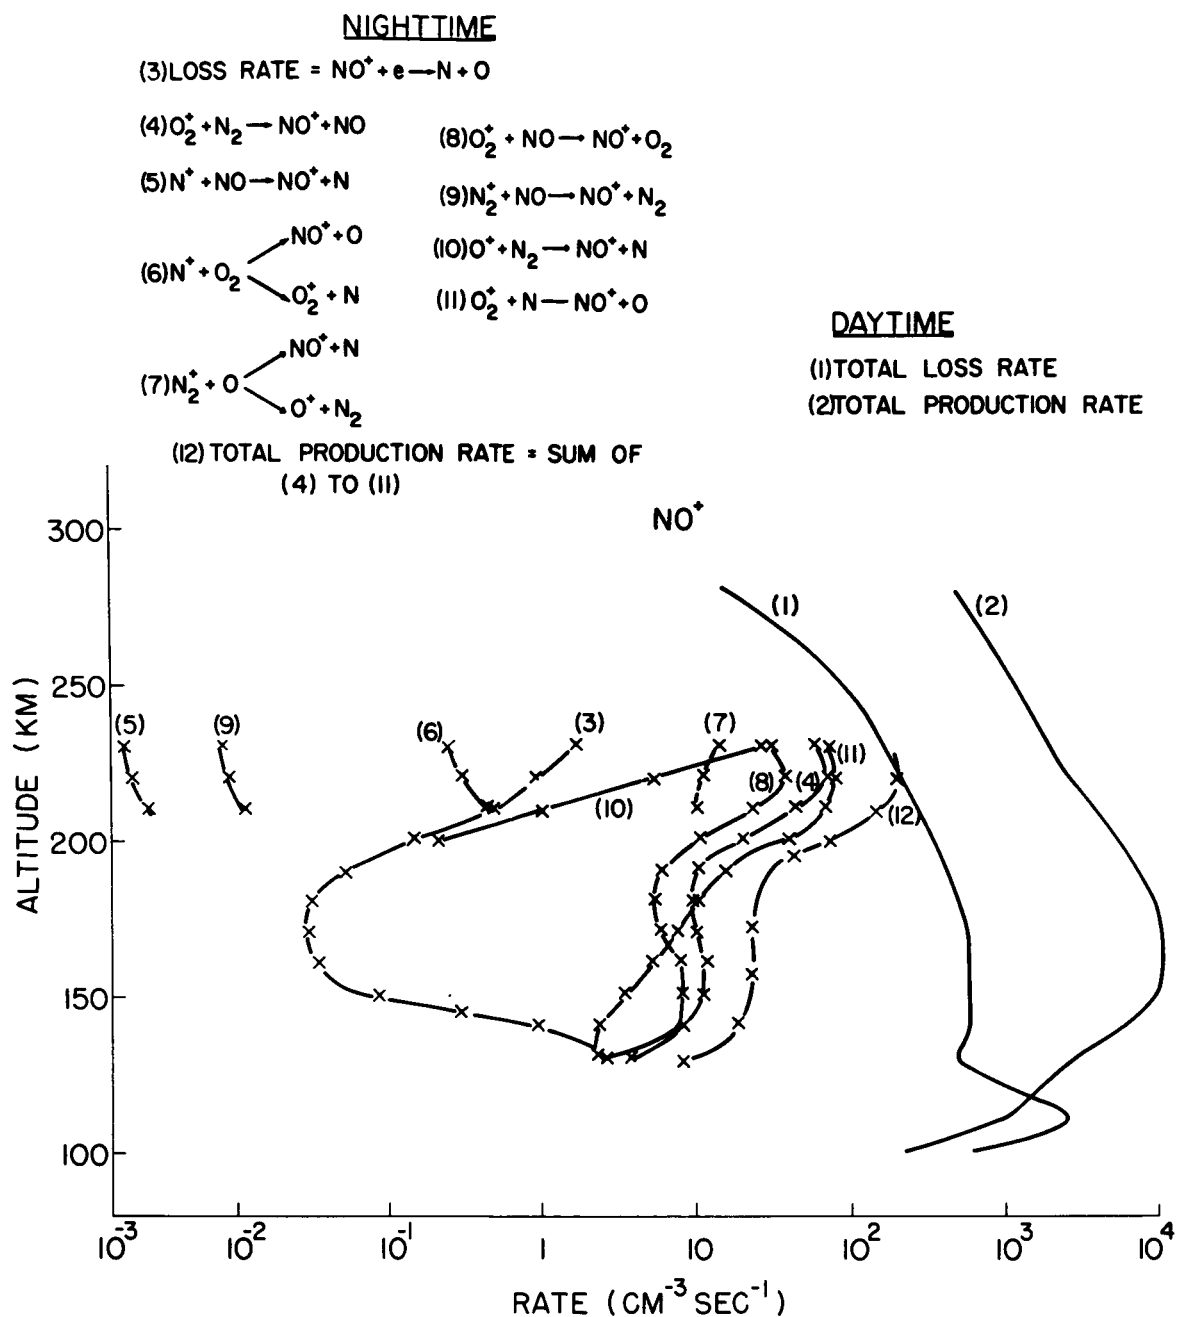 NIGHTTIME
(3) LOSS RATE = NO⁺ + e → N + O
(4) O₂⁺ + N₂ → NO⁺ + NO
(5) N⁺ + NO → NO⁺ + N
(6) N⁺ + O₂
NO⁺ + O
O₂⁺ + N
(7) N₂⁺ + O
NO⁺ + N
O⁺ + N₂
(8) O₂⁺ + NO → NO⁺ + O₂
(9) N₂⁺ + NO → NO⁺ + N₂
(10) O⁺ + N₂ → NO⁺ + N
(11) O₂⁺ + N — NO⁺ + O
(12) TOTAL PRODUCTION RATE = SUM OF
(4) TO (11)
DAYTIME
(1) TOTAL LOSS RATE
(2) TOTAL PRODUCTION RATE
NO⁺
300
250
200
150
100
ALTITUDE (KM)
(1)
(2)
(5)
(9)
(6)
(3)
(7)
(10)
(8)
(4)
(11)
(12)
10⁻³
10⁻²
10⁻¹
1
10
10²
10³
10⁴
RATE (CM⁻³ SEC⁻¹)